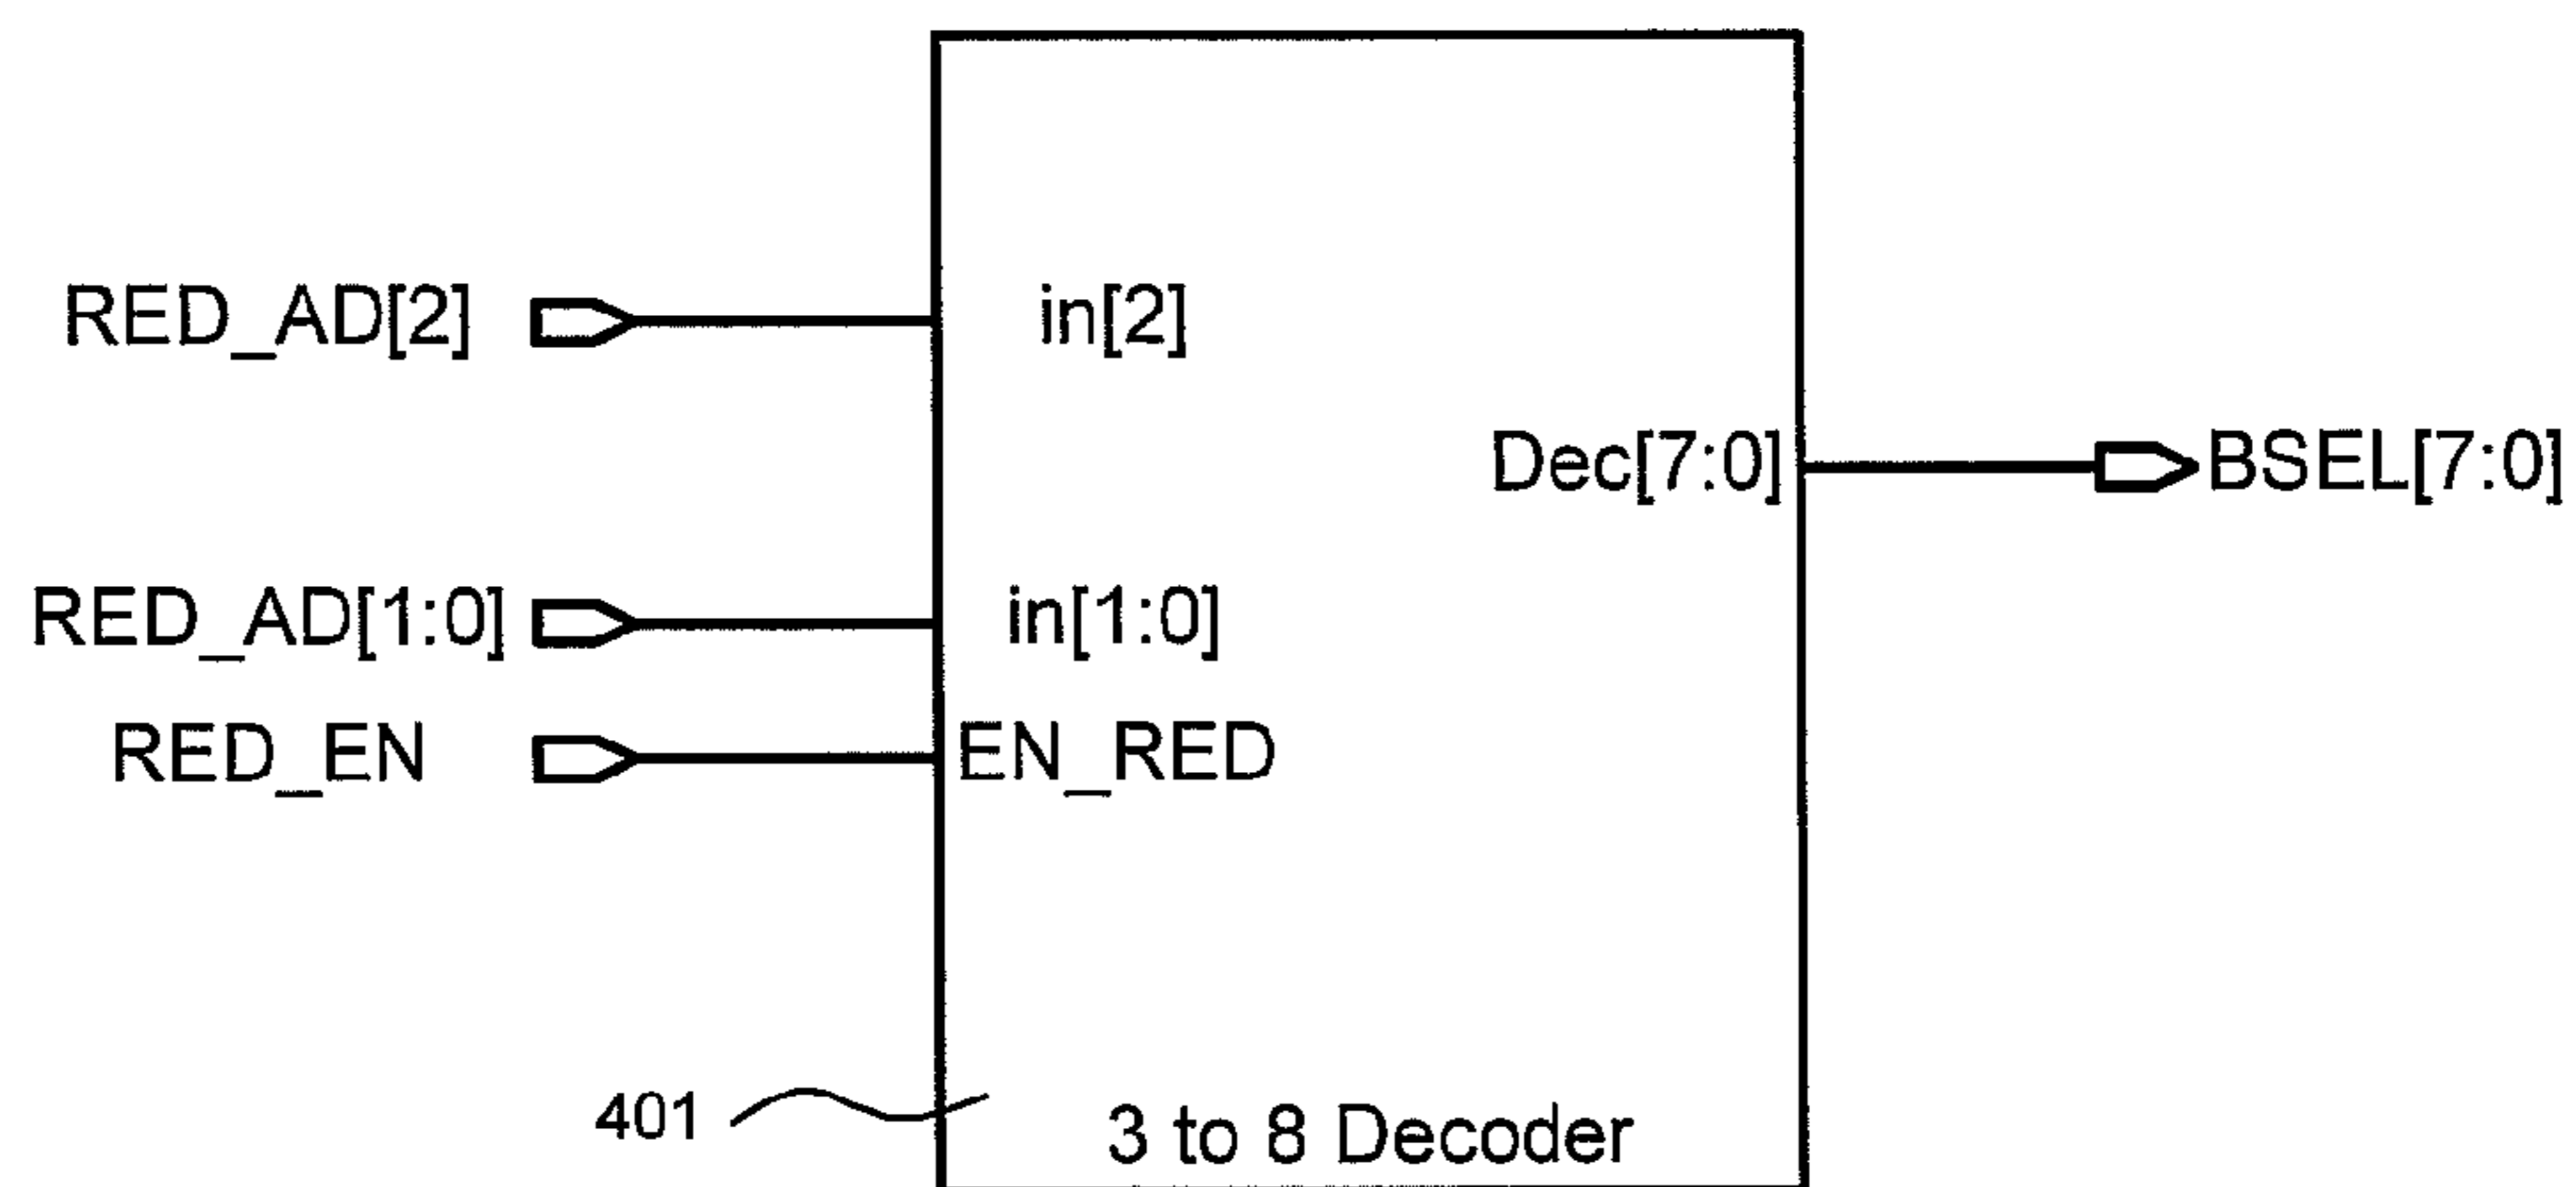 RED_AD[2]
in[2]
Dec[7:0]
BSEL[7:0]
RED_AD[1:0]
in[1:0]
RED_EN
EN_RED
401
3 to 8 Decoder